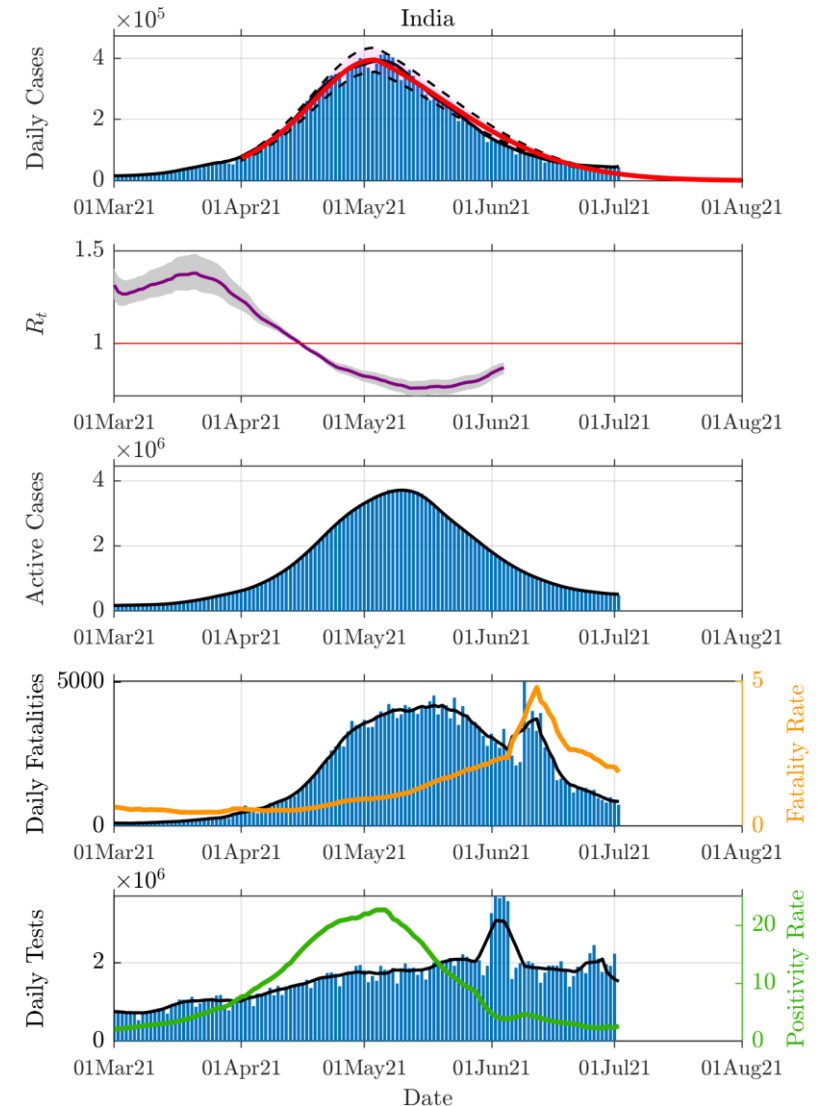 India
×10^5
Daily Cases
4
2
0
01Mar21 01Apr21 01May21 01Jun21 01Jul21 01Aug21
R_t
1.5
1
01Mar21 01Apr21 01May21 01Jun21 01Jul21 01Aug21
×10^6
Active Cases
4
2
0
01Mar21 01Apr21 01May21 01Jun21 01Jul21 01Aug21
Daily Fatalities
5000
0
5
0
Fatality Rate
01Mar21 01Apr21 01May21 01Jun21 01Jul21 01Aug21
×10^6
Daily Tests
2
0
20
10
0
Positivity Rate
01Mar21 01Apr21 01May21 01Jun21 01Jul21 01Aug21
Date